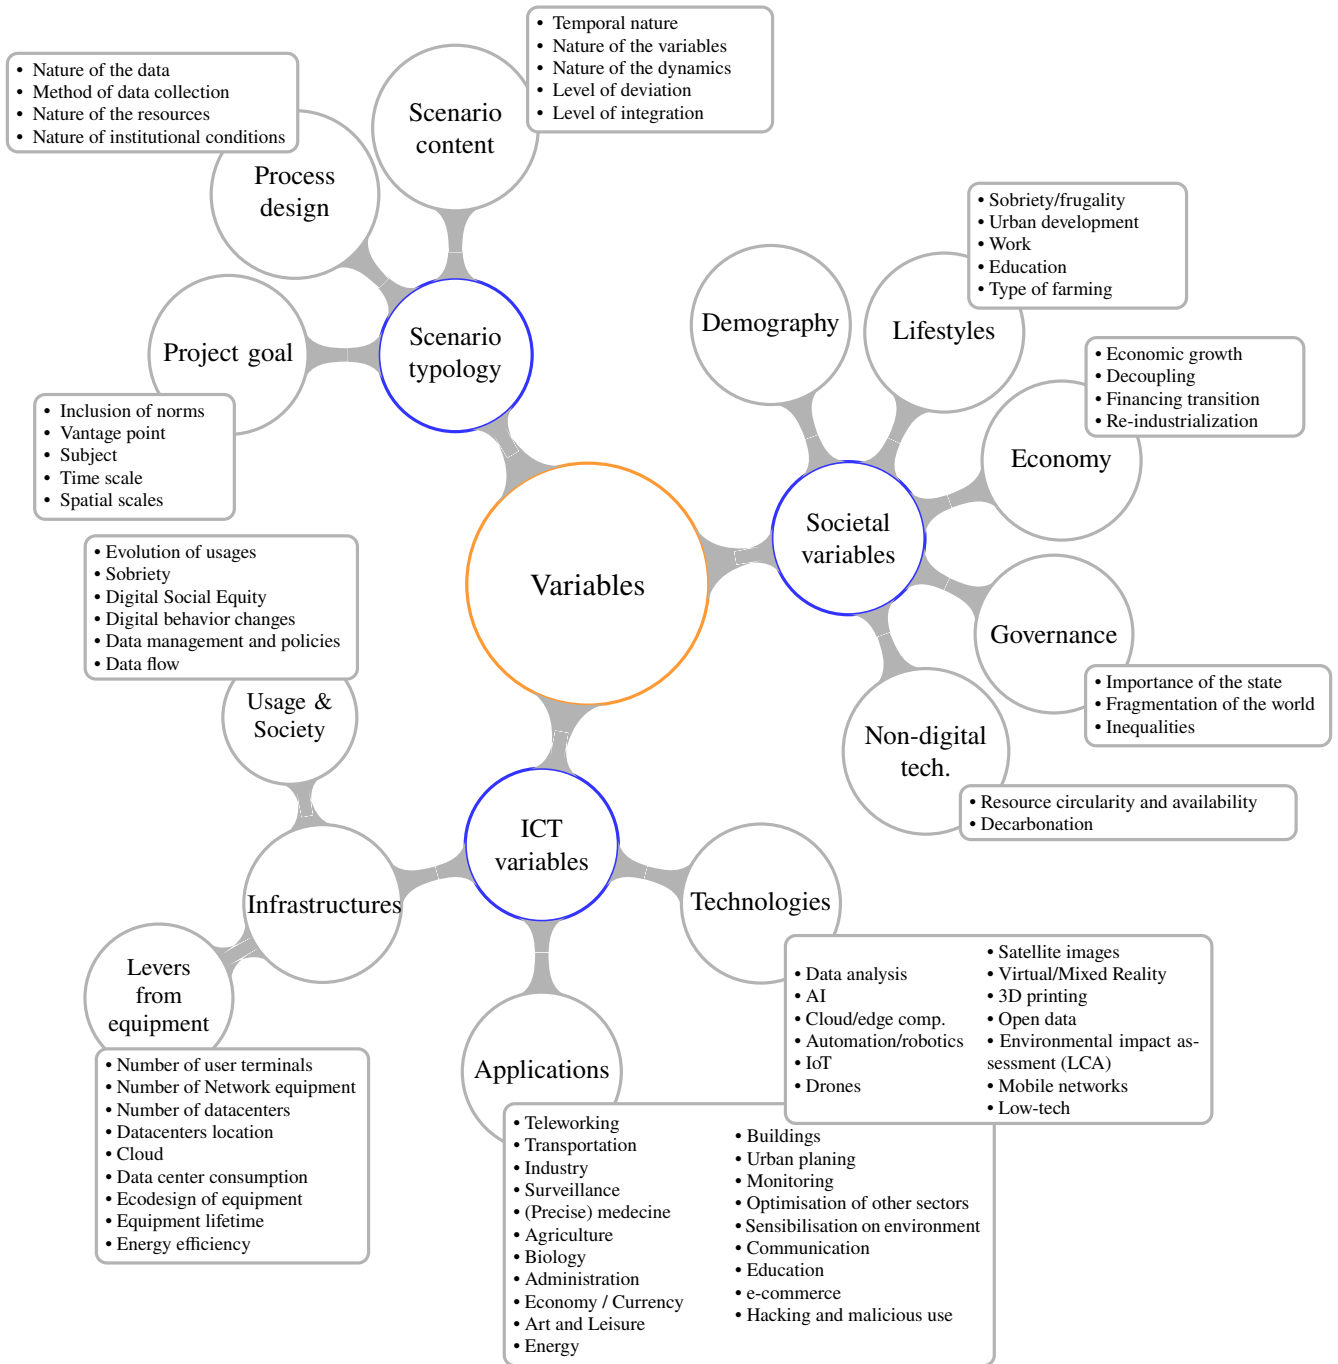 • Temporal nature
• Nature of the variables
• Nature of the dynamics
• Level of deviation
• Level of integration
Scenario
content
• Nature of the data
• Method of data collection
• Nature of the resources
• Nature of institutional conditions
Process
design
Project goal
• Inclusion of norms
• Vantage point
• Subject
• Time scale
• Spatial scales
Scenario
typology
Variables
Societal
variables
Demography
Lifestyles
• Sobriety/frugality
• Urban development
• Work
• Education
• Type of farming
Economy
• Economic growth
• Decoupling
• Financing transition
• Re-industrialization
Governance
• Importance of the state
• Fragmentation of the world
• Inequalities
Non-digital
tech.
• Resource circularity and availability
• Decarbonation
• Evolution of usages
• Sobriety
• Digital Social Equity
• Digital behavior changes
• Data management and policies
• Data flow
Usage &
Society
ICT
variables
Infrastructures
Levers
from
equipment
• Number of user terminals
• Number of Network equipment
• Number of datacenters
• Datacenters location
• Cloud
• Data center consumption
• Ecodesign of equipment
• Equipment lifetime
• Energy efficiency
Technologies
• Data analysis
• AI
• Cloud/edge comp.
• Automation/robotics
• IoT
• Drones
• Satellite images
• Virtual/Mixed Reality
• 3D printing
• Open data
• Environmental impact as-
sessment (LCA)
• Mobile networks
• Low-tech
Applications
• Teleworking
• Transportation
• Industry
• Surveillance
• (Precise) medecine
• Agriculture
• Biology
• Administration
• Economy / Currency
• Art and Leisure
• Energy
• Buildings
• Urban planing
• Monitoring
• Optimisation of other sectors
• Sensibilisation on environment
• Communication
• Education
• e-commerce
• Hacking and malicious use